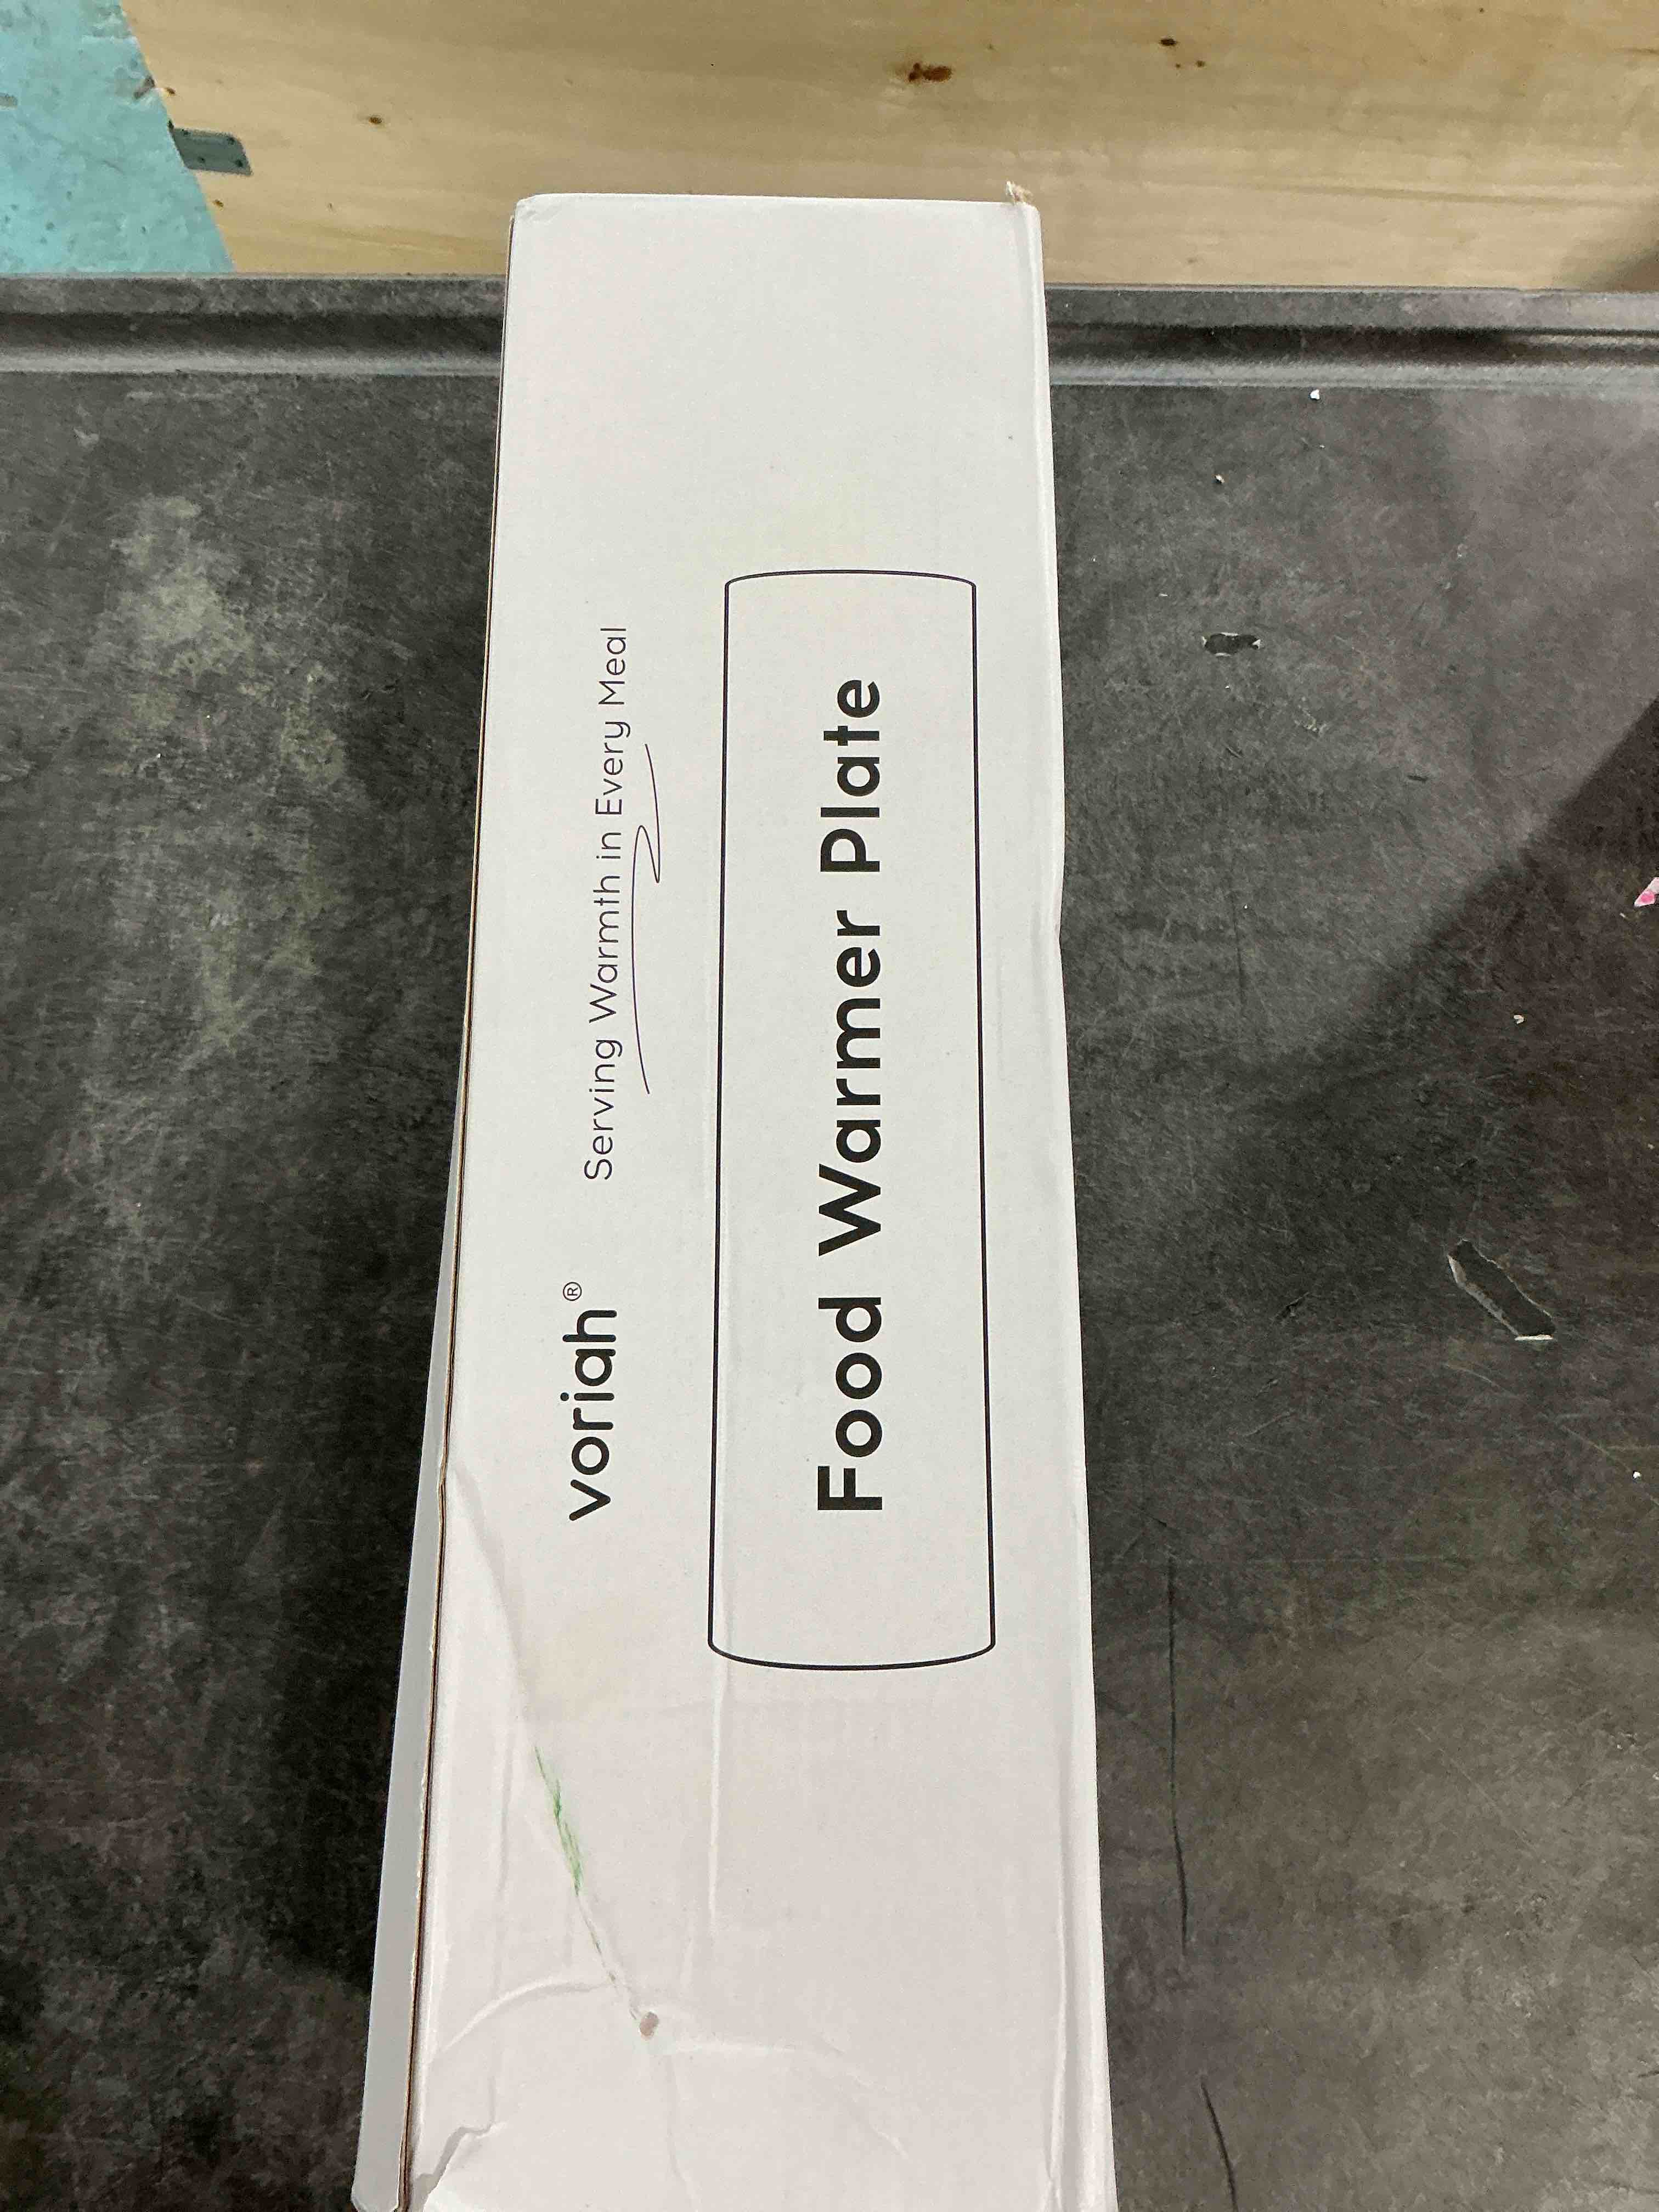 voriah® Serving Warmth in Every Meal
Food Warmer Plate